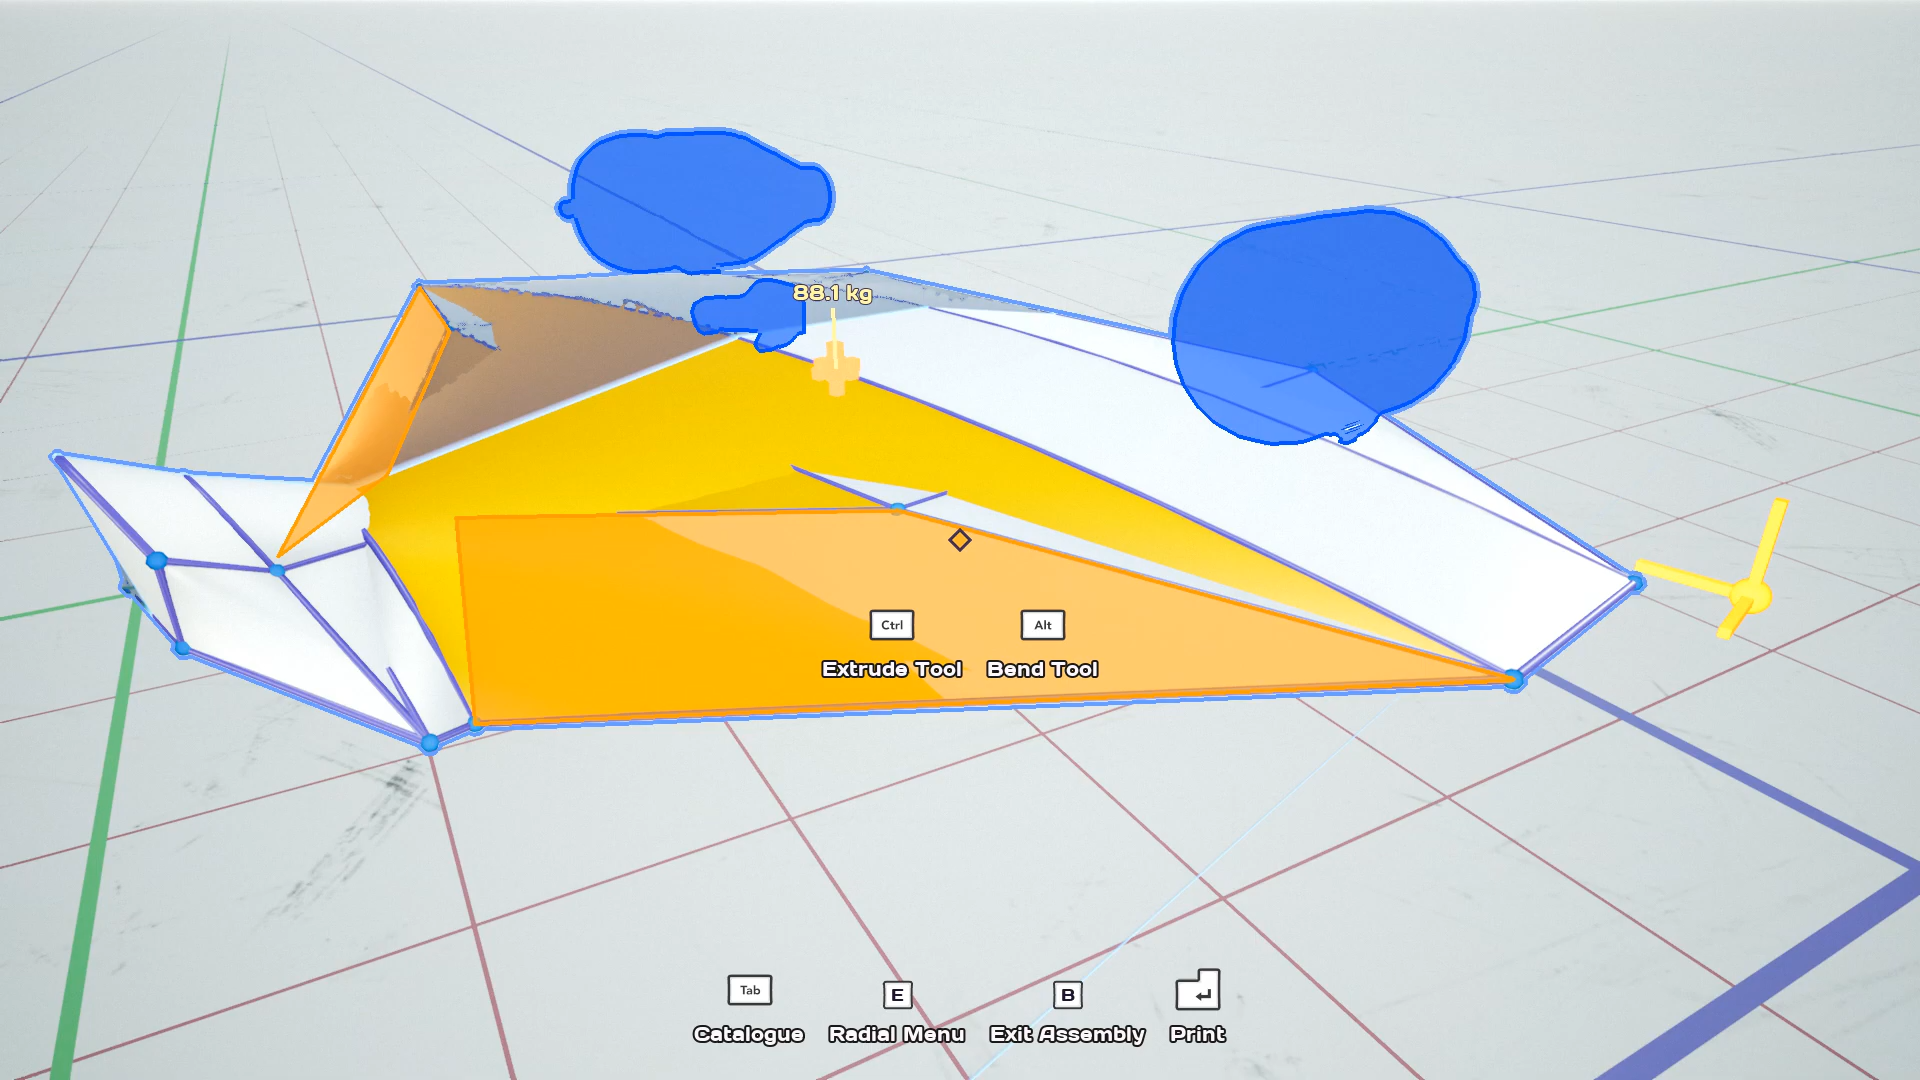 88.1 kg
Ctrl
Alt
Extrude Tool
Bend Tool
Tab
E
B
Catalogue
Radial Menu
Exit Assembly
Print